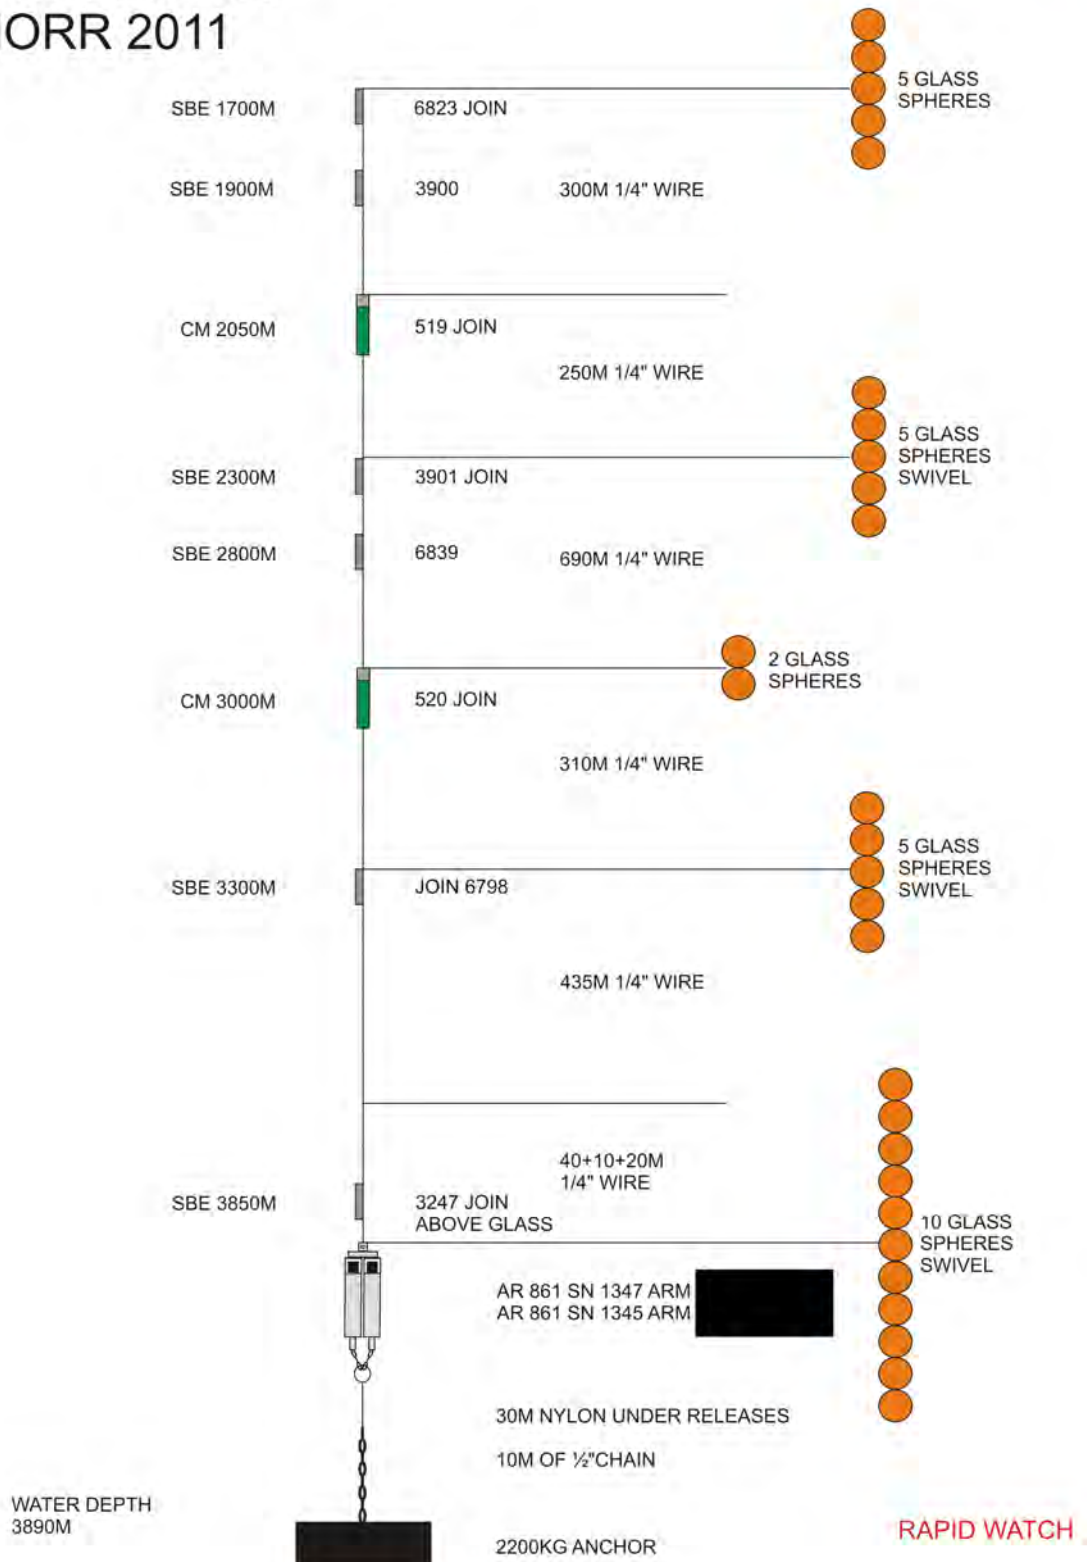 ORR 2011
5 GLASS
SPHERES
SBE 1700M
6823 JOIN
SBE 1900M
3900
300M 1/4" WIRE
CM 2050M
519 JOIN
250M 1/4" WIRE
5 GLASS
SPHERES
SWIVEL
SBE 2300M
3901 JOIN
SBE 2800M
6839
690M 1/4" WIRE
2 GLASS
SPHERES
CM 3000M
520 JOIN
310M 1/4" WIRE
5 GLASS
SPHERES
SWIVEL
SBE 3300M
JOIN 6798
435M 1/4" WIRE
40+10+20M
1/4" WIRE
SBE 3850M
3247 JOIN
ABOVE GLASS
10 GLASS
SPHERES
SWIVEL
AR 861 SN 1347 ARM
AR 861 SN 1345 ARM
30M NYLON UNDER RELEASES
10M OF ½"CHAIN
WATER DEPTH
3890M
2200KG ANCHOR
RAPID WATCH